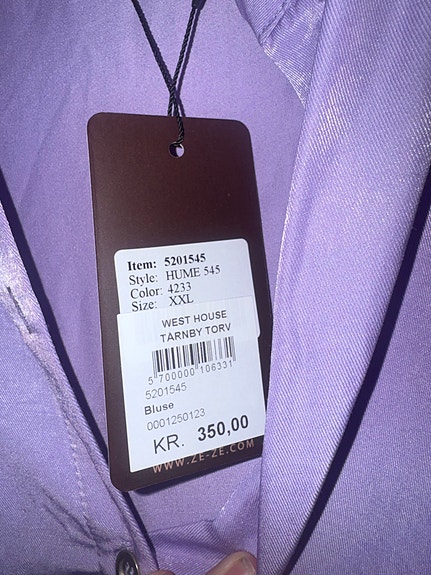 Item: 5201545
Style: HUME 545
Color: 4233
Size: XXL
WEST HOUSE
TARNBY TORV
5 700000 106331
5201545
Bluse
0001250123
KR. 350,00
WWW.ZE-ZE.COM